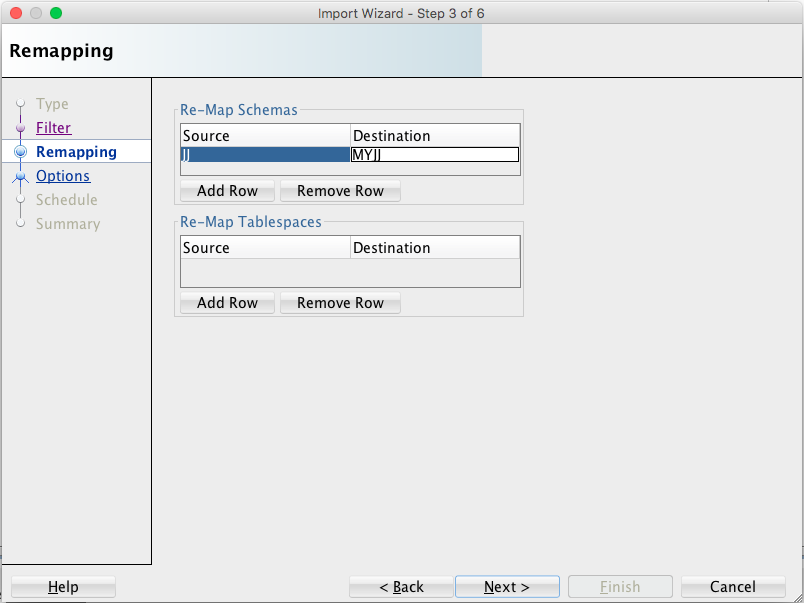 Import Wizard - Step 3 of 6
Remapping
Type
Filter
Remapping
Options
Schedule
Summary
Re-Map Schemas
Source Destination
JJ MYJJ
Add Row Remove Row
Re-Map Tablespaces
Source Destination
Add Row Remove Row
Help < Back Next > Finish Cancel